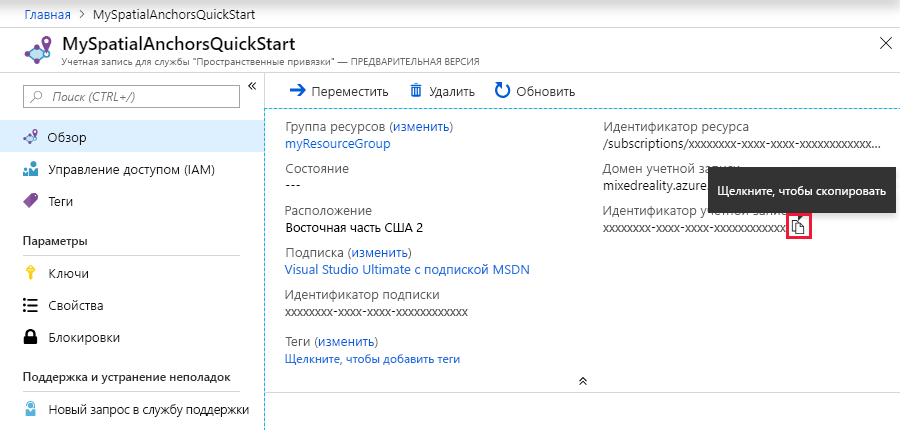 Главная > MySpatialAnchorsQuickStart
MySpatialAnchorsQuickStart
Учетная запись для службы "Пространственные привязки" — ПРЕДВАРИТЕЛЬНАЯ ВЕРСИЯ
Поиск (CTRL+/)
«
Обзор
Управление доступом (IAM)
Теги
Параметры
Ключи
Свойства
Блокировки
Поддержка и устранение неполадок
Новый запрос в службу поддержки
Переместить Удалить Обновить
Группа ресурсов (изменить)
myResourceGroup
Состояние
---
Расположение
Восточная часть США 2
Подписка (изменить)
Visual Studio Ultimate с подпиской MSDN
Идентификатор подписки
xxxxxxxx-xxxx-xxxx-xxxxxxxxxxxx
Теги (изменить)
Щелкните, чтобы добавить теги
Идентификатор ресурса
/subscriptions/xxxxxxxx-xxxx-xxxx-xxxxxxxxxxxx...
Домен учетной записи
mixedreality.azure.
Щелкните, чтобы скопировать
Идентификатор учетной запис
xxxxxxxx-xxxx-xxxx-xxxxxxxxxxxx